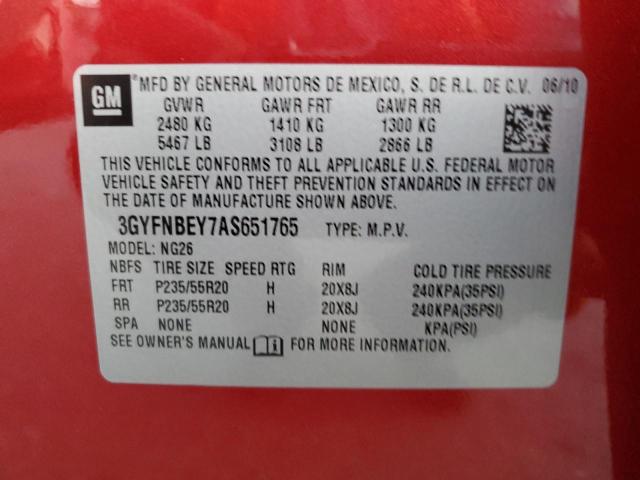 GM ® MFD BY GENERAL MOTORS DE MEXICO, S. DE R.L. DE C.V. 06/10
GVWR GAWR FRT GAWR RR
2480 KG 1410 KG 1300 KG
5467 LB 3108 LB 2866 LB
THIS VEHICLE CONFORMS TO ALL APPLICABLE U.S. FEDERAL MOTOR
VEHICLE SAFETY AND THEFT PREVENTION STANDARDS IN EFFECT ON
THE DATE OF MANUFACTURE SHOWN ABOVE.
3GYFNBEY7AS651765 TYPE: M.P.V.
MODEL: NG26
NBFS TIRE SIZE SPEED RTG RIM COLD TIRE PRESSURE
FRT P235/55R20 H 20X8J 240KPA(35PSI)
RR P235/55R20 H 20X8J 240KPA(35PSI)
SPA NONE NONE KPA(PSI)
SEE OWNER'S MANUAL FOR MORE INFORMATION.